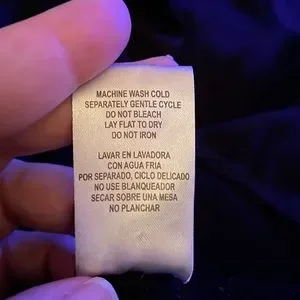 MACHINE WASH COLD
SEPARATELY GENTLE CYCLE
DO NOT BLEACH
LAY FLAT TO DRY
DO NOT IRON
LAVAR EN LAVADORA
CON AGUA FRIA
POR SEPARADO, CICLO DELICADO
NO USE BLANQUEADOR
SECAR SOBRE UNA MESA
NO PLANCHAR